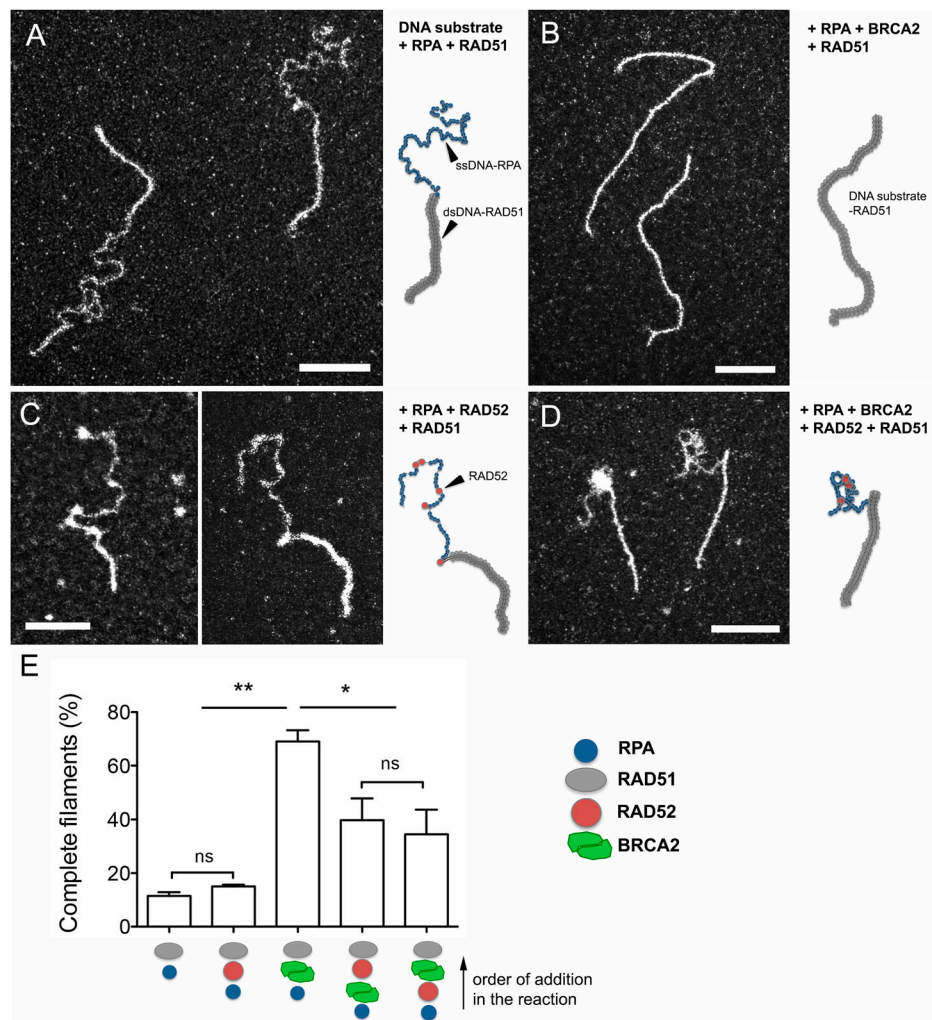 A
DNA substrate
+ RPA + RAD51
ssDNA-RPA
dsDNA-RAD51
B
+ RPA + BRCA2
+ RAD51
DNA substrate
-RAD51
C
+ RPA + RAD52
+ RAD51
RAD52
D
+ RPA + BRCA2
+ RAD52 + RAD51
E
Complete filaments (%)
80
60
40
20
0
ns
**
*
ns
order of addition
in the reaction
RPA
RAD51
RAD52
BRCA2